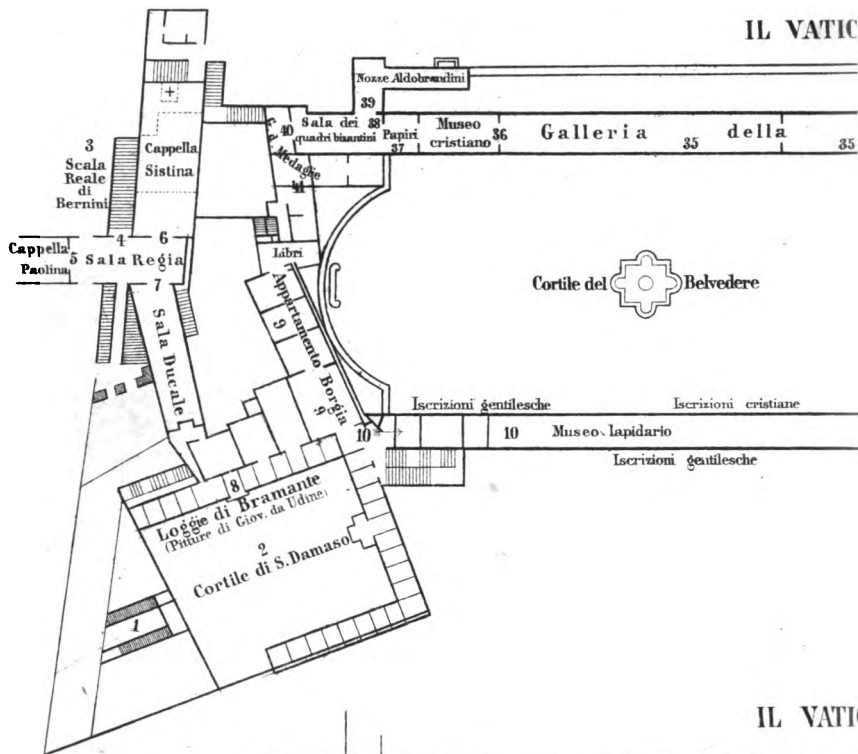 IL VATIC
Nozze Aldobrandini
39
40
Sala dei
quadri bizantini
38
Papiri
37
Museo
cristiano
36
Galleria della
35
35
G. d. Medaglie
41
+
Cappella
Sistina
3
Scala
Reale
di
Bernini
4
6
Cappella
Paolina
5
Sala Regia
7
Libri
Sala Ducale
Appartamento Borgia
9
9
Cortile del Belvedere
Iscrizioni gentilesche
Iscrizioni cristiane
10
10
Museo lapidario
Iscrizioni gentilesche
8
Loggie di Bramante
(Pitture di Giov. da Udine)
2
Cortile di S. Damaso
1
IL VATIC